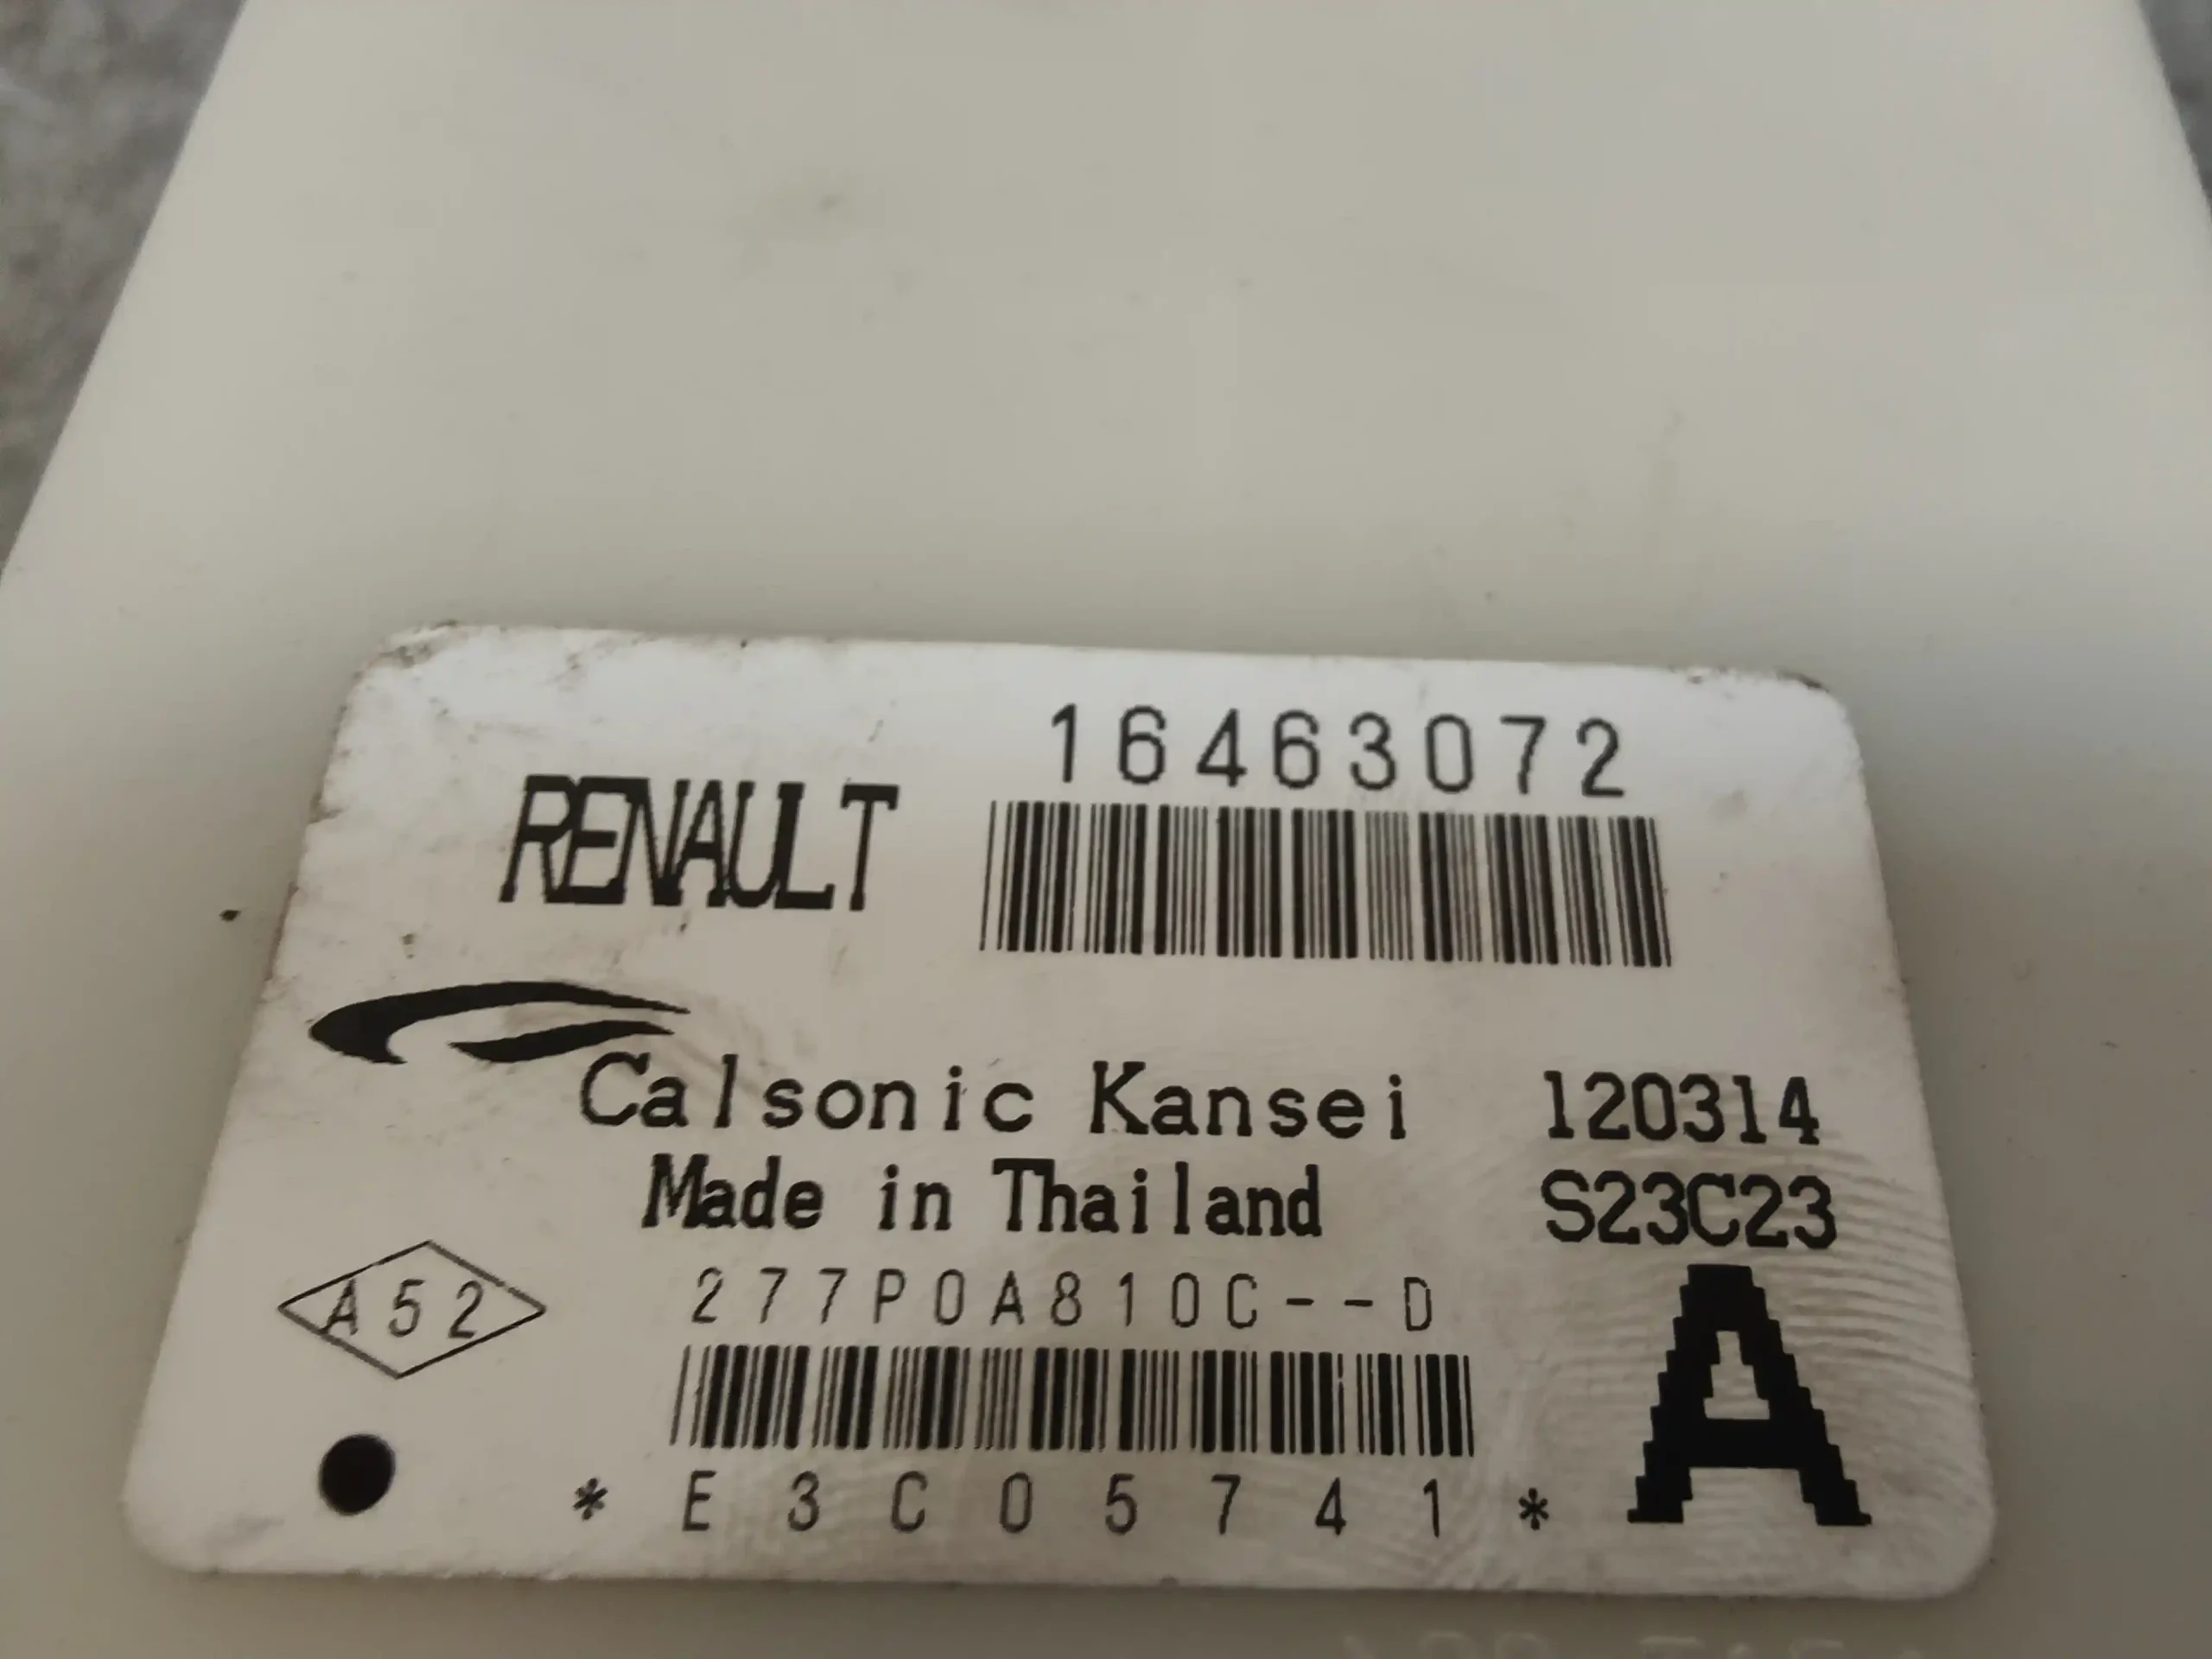 16463072
RENAULT
Calsonic Kansei 120314
Made in Thailand S23C23
A52 277P0A810C--D
A
*E3C05741*